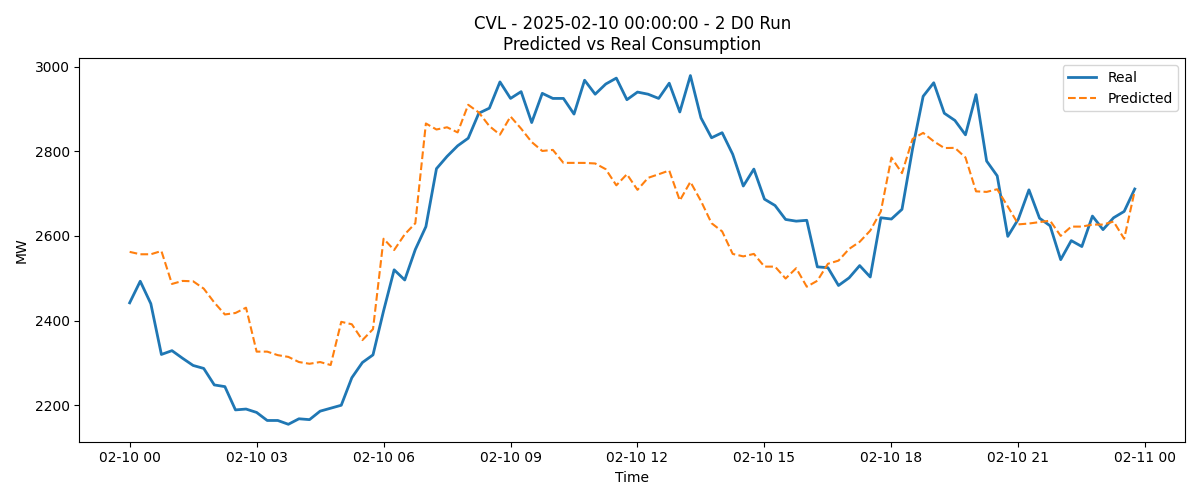 CVL - 2025-02-10 00:00:00 - 2 D0 Run
Predicted vs Real Consumption
Real
Predicted
MW
3000
2800
2600
2400
2200
02-10 00
02-10 03
02-10 06
02-10 09
02-10 12
02-10 15
02-10 18
02-10 21
02-11 00
Time